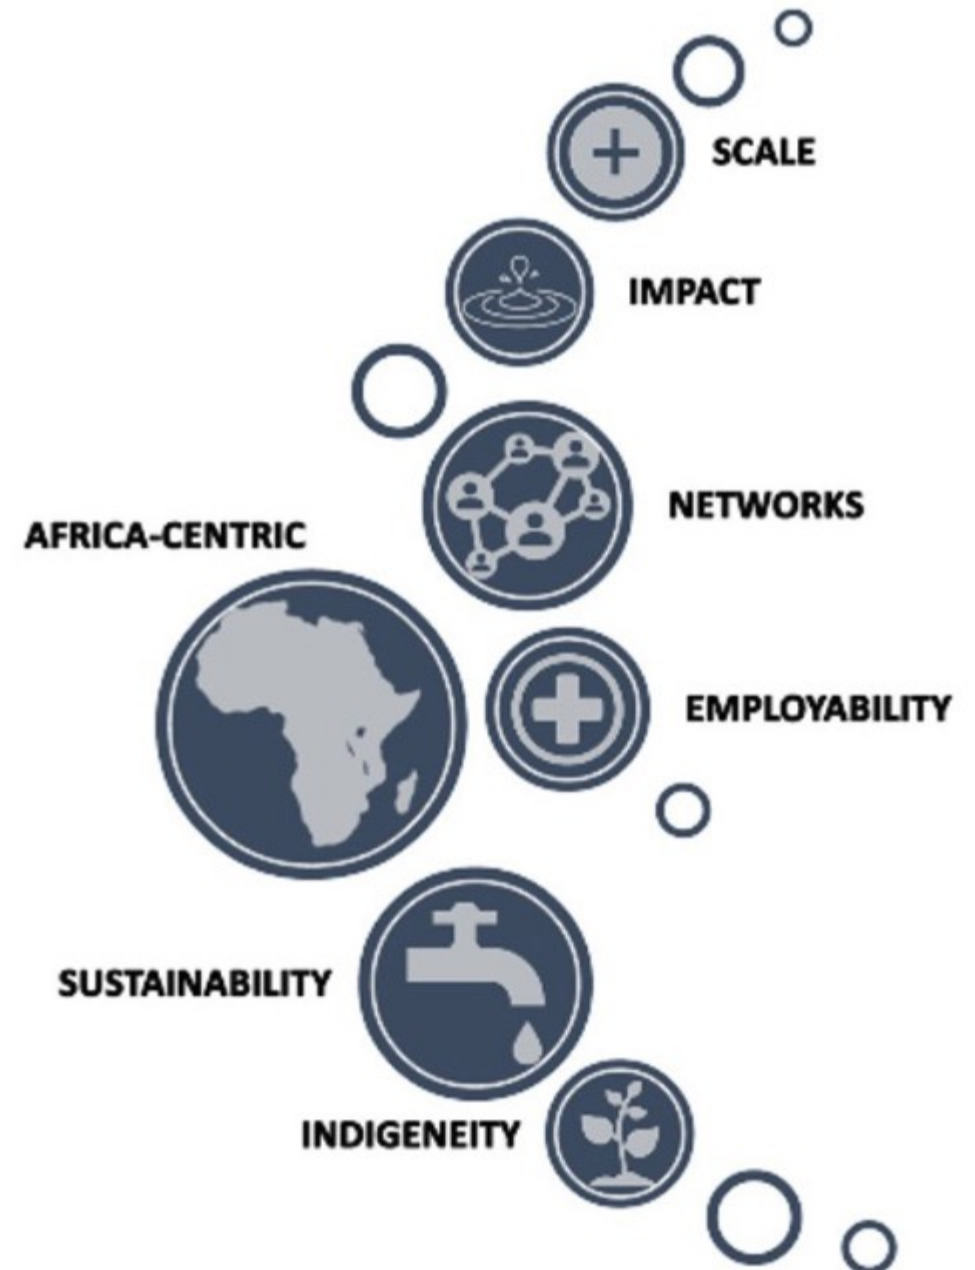 SCALE
IMPACT
NETWORKS
AFRICA-CENTRIC
EMPLOYABILITY
SUSTAINABILITY
INDIGENEITY